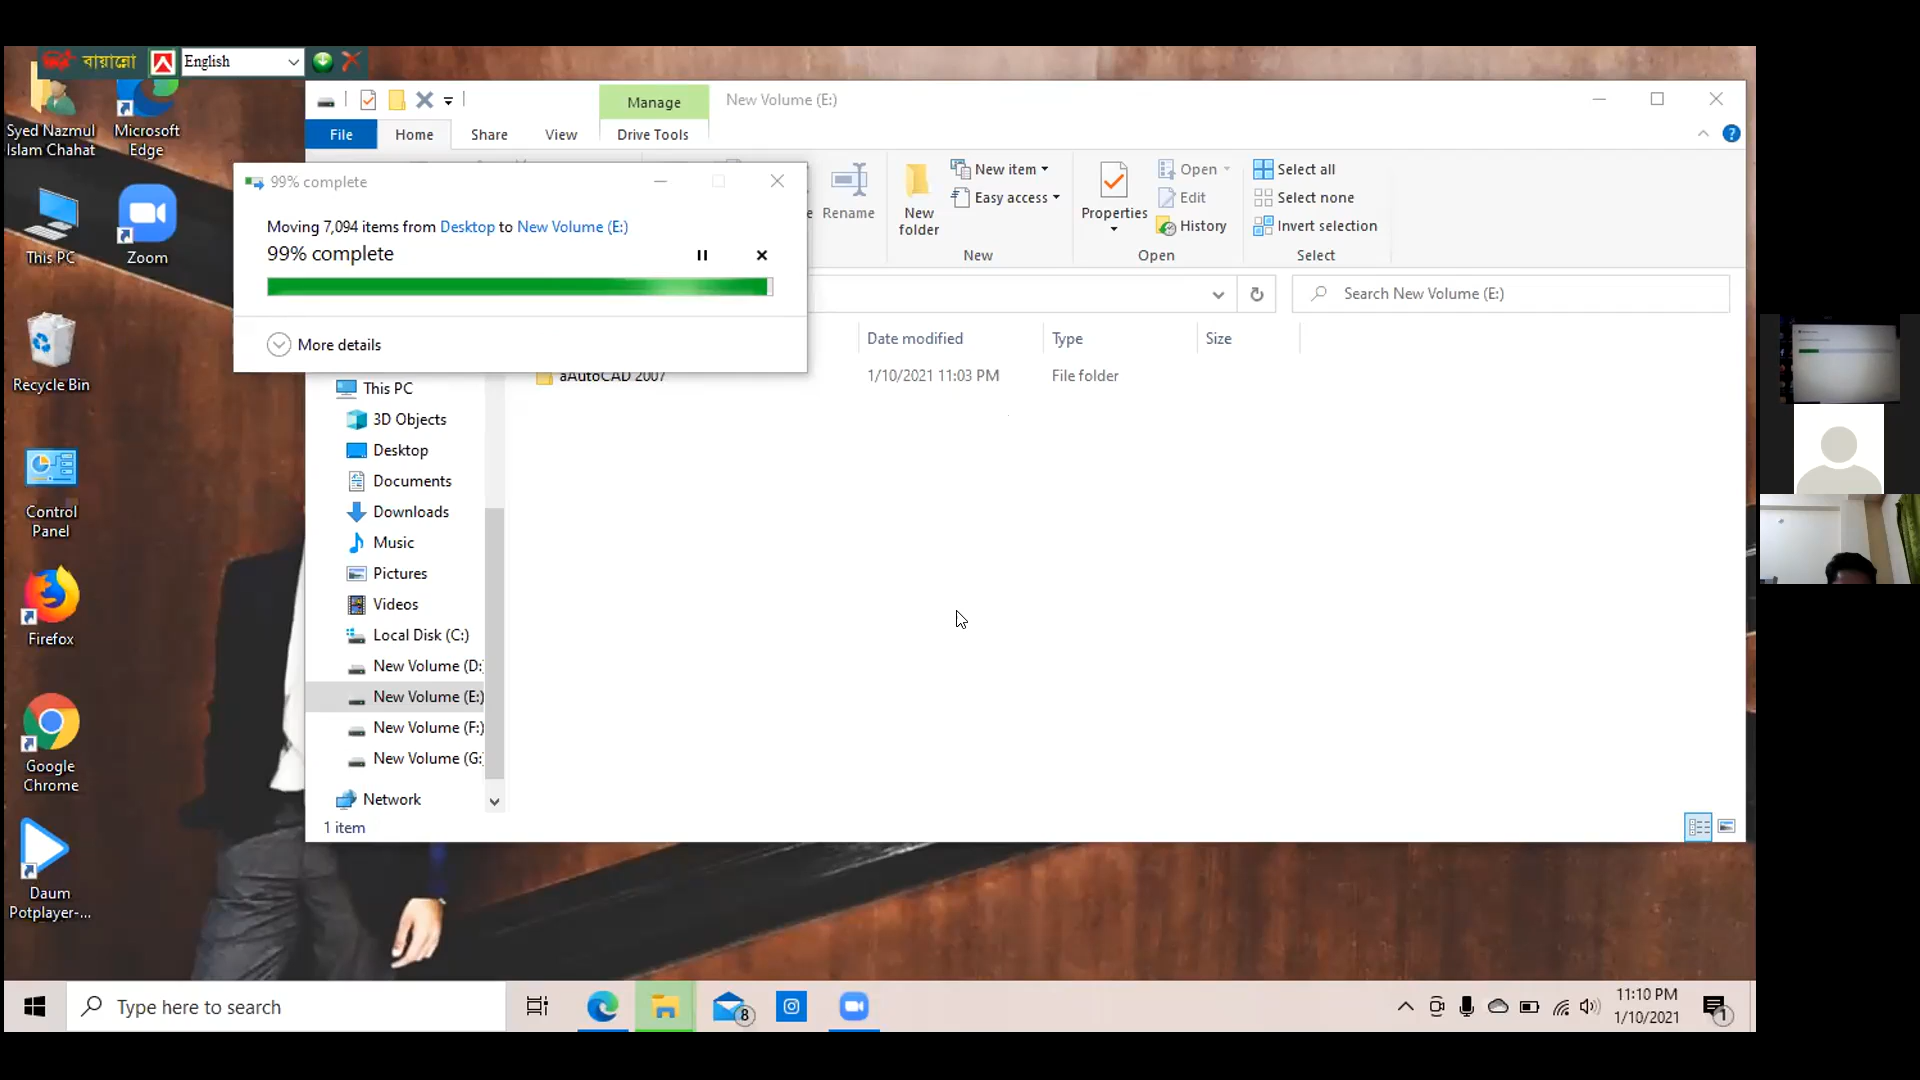 বায়ান্নো
English
Syed Nazmul
Islam Chahat
Microsoft
Edge
This PC
Zoom
Recycle Bin
Control
Panel
Firefox
Google
Chrome
Daum
Potplayer-...
Manage
New Volume (E:)
File
Home
Share
View
Drive Tools
99% complete
Moving 7,094 items from Desktop to New Volume (E:)
99% complete
More details
Rename
New
folder
New item
Easy access
New
Properties
Open
Edit
History
Open
Select all
Select none
Invert selection
Select
Search New Volume (E:)
Date modified
Type
Size
aAutoCAD 2007
1/10/2021 11:03 PM
File folder
This PC
3D Objects
Desktop
Documents
Downloads
Music
Pictures
Videos
Local Disk (C:)
New Volume (D:
New Volume (E:)
New Volume (F:)
New Volume (G:
Network
1 item
Type here to search
8
11:10 PM
1/10/2021
1